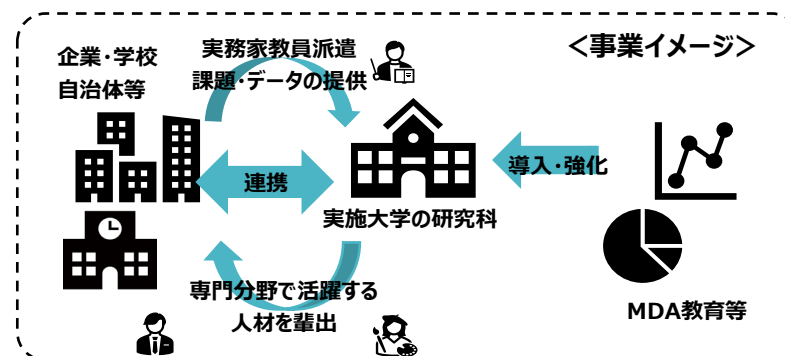 ＜事業イメージ＞
企業・学校
自治体等
実務家教員派遣
課題・データの提供
連携
実施大学の研究科
導入・強化
専門分野で活躍する
人材を輩出
MDA教育等